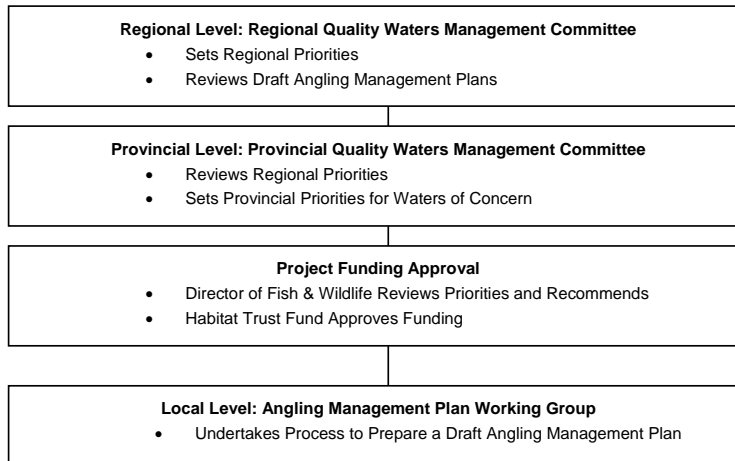 Regional Level: Regional Quality Waters Management Committee
• Sets Regional Priorities
• Reviews Draft Angling Management Plans
Provincial Level: Provincial Quality Waters Management Committee
• Reviews Regional Priorities
• Sets Provincial Priorities for Waters of Concern
Project Funding Approval
• Director of Fish & Wildlife Reviews Priorities and Recommends
• Habitat Trust Fund Approves Funding
Local Level: Angling Management Plan Working Group
• Undertakes Process to Prepare a Draft Angling Management Plan